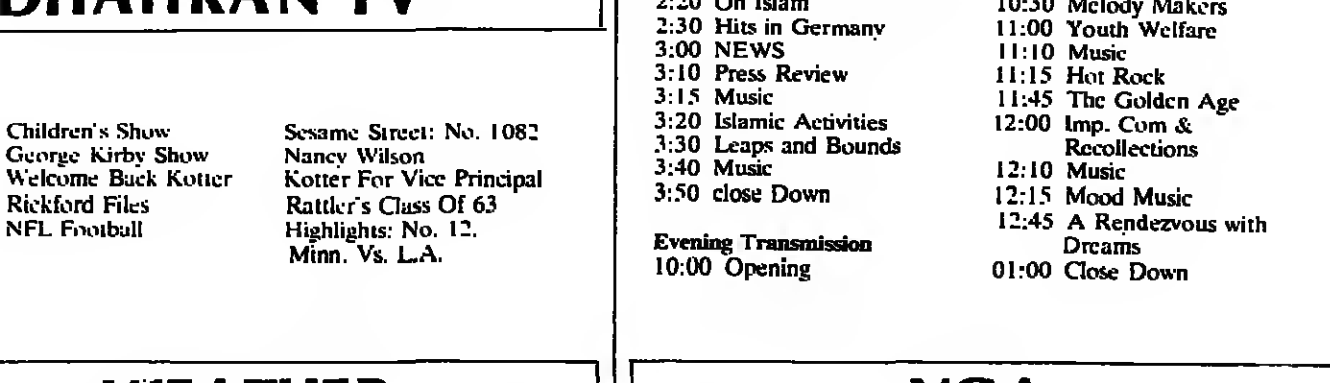 DHAHRAN TV
Children's Show
George Kirby Show
Welcome Back Kotter
Rickford Files
NFL Football
Sesame Street: No. 1082
Nancy Wilson
Kotter For Vice Principal
Rattler's Class Of 63
Highlights: No. 12.
Minn. Vs. L.A.
2:20 On Islam
2:30 Hits in Germany
3:00 NEWS
3:10 Press Review
3:15 Music
3:20 Islamic Activities
3:30 Leaps and Bounds
3:40 Music
3:50 close Down
Evening Transmission
10:00 Opening
10:30 Melody Makers
11:00 Youth Welfare
11:10 Music
11:15 Hot Rock
11:45 The Golden Age
12:00 Imp. Com &
Recollections
12:10 Music
12:15 Mood Music
12:45 A Rendezvous with
Dreams
01:00 Close Down
WEATHER
VOA